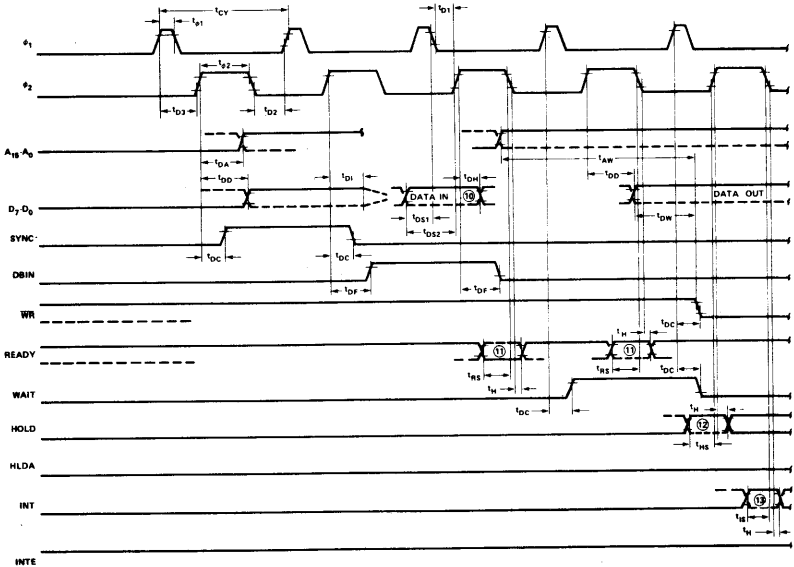 tCY
tϕ1
tD1
ϕ1
tϕ2
ϕ2
tD3
tD2
A15-A0
tDA
tAW
tDD
tDI
tDH
tDD
D7-D0
DATA IN
10
DATA OUT
tDS1
tDW
tDS2
SYNC
tDC
tDC
DBIN
tDF
tDF
WR
tDC
READY
11
tH
11
tRS
tH
tRS
tDC
WAIT
tDC
tH
HOLD
12
tHS
HLDA
INT
13
tIS
tH
INTE